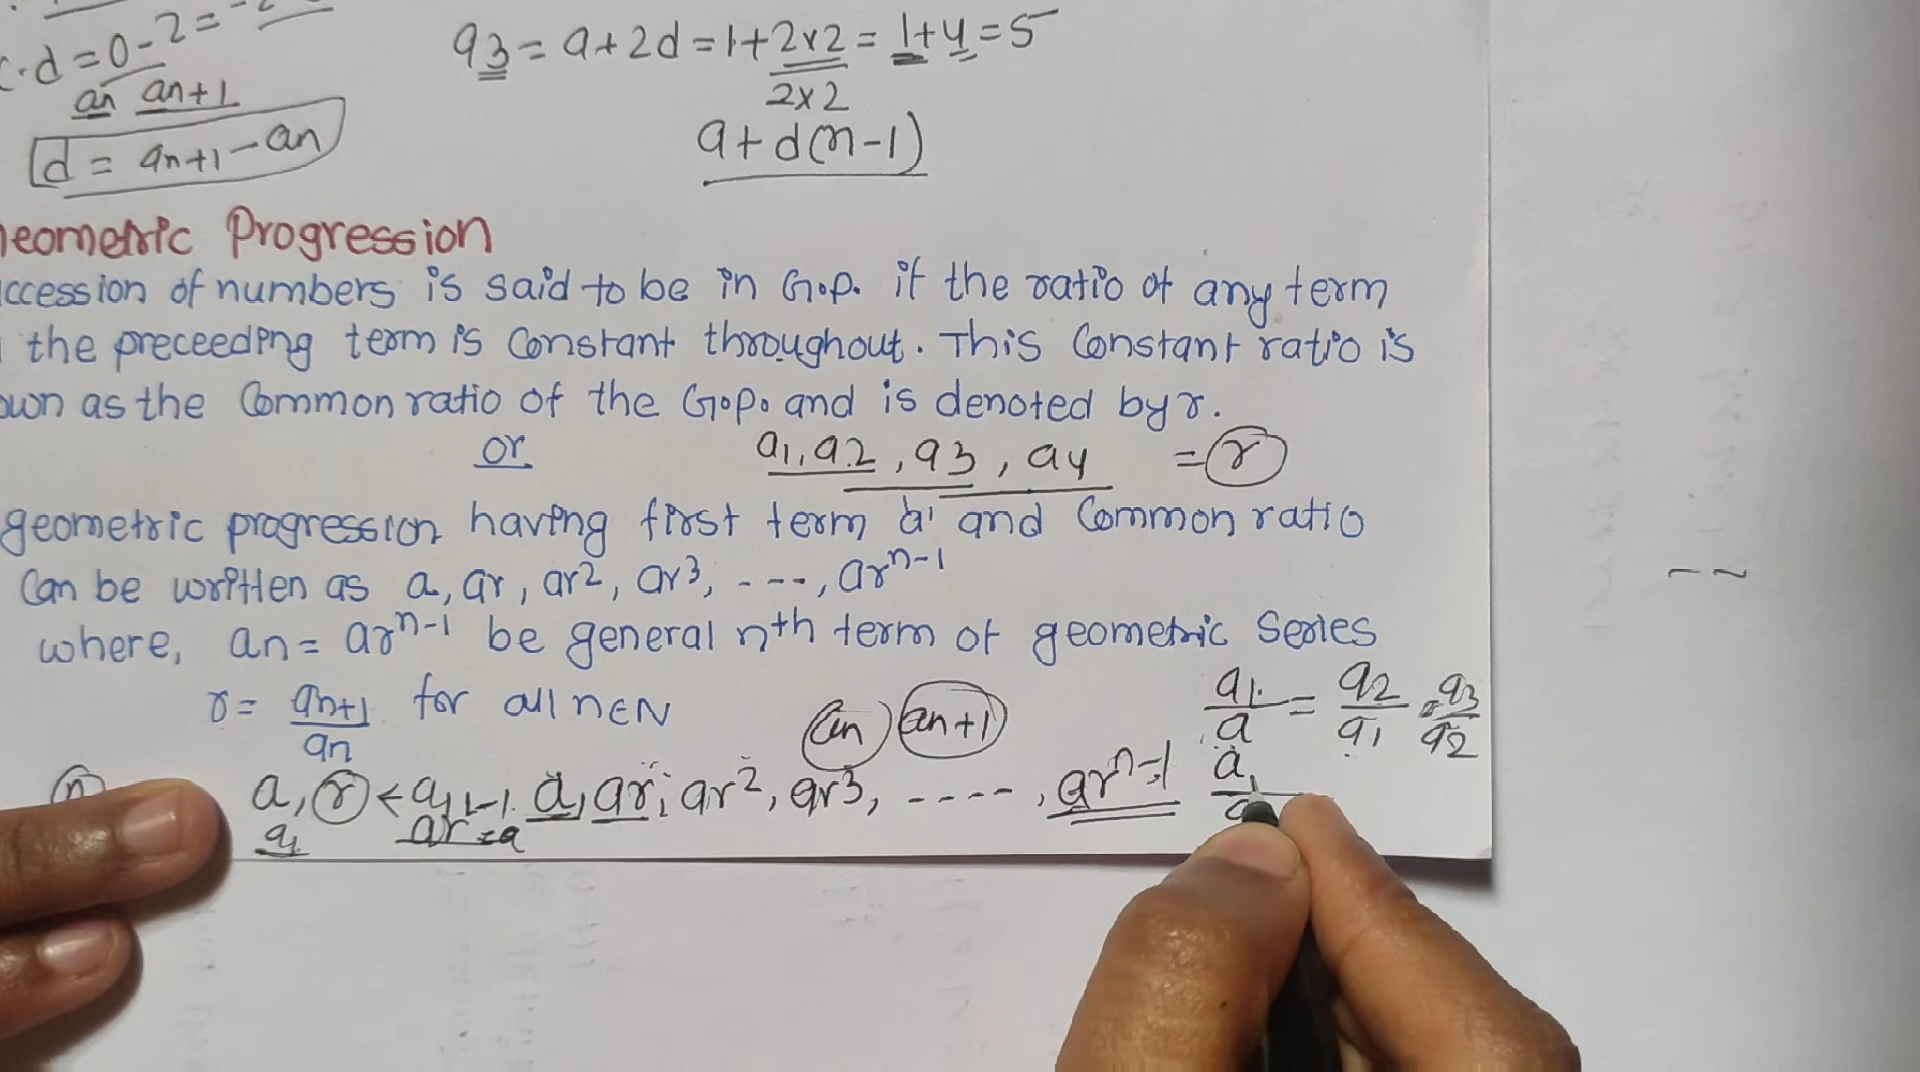 d=0-2=
an an+1
d = an+1-an
a3 = a+2d = 1+2×2 = 1+4 = 5
2×2
a+d(n-1)
eometric Progression
ccession of numbers is said to be in G.P. if the ratio of any term
the preceeding term is Constant throughout. This Constant ratio is
own as the Common ratio of the G.P. and is denoted by r.
or a1, a2, a3, a4 = r
geometric progression having first term 'a' and Common ratio
Can be written as a, ar, ar2, ar3, ----, arn-1
where, an = arn-1 be general nth term of geometric Series
r = an+1/an for all n∈N an an+1 a1/a = a2/a1 = a3/a2
n a, r a, ar, ar2, ar3, ----, arn-1
a1 ar=a